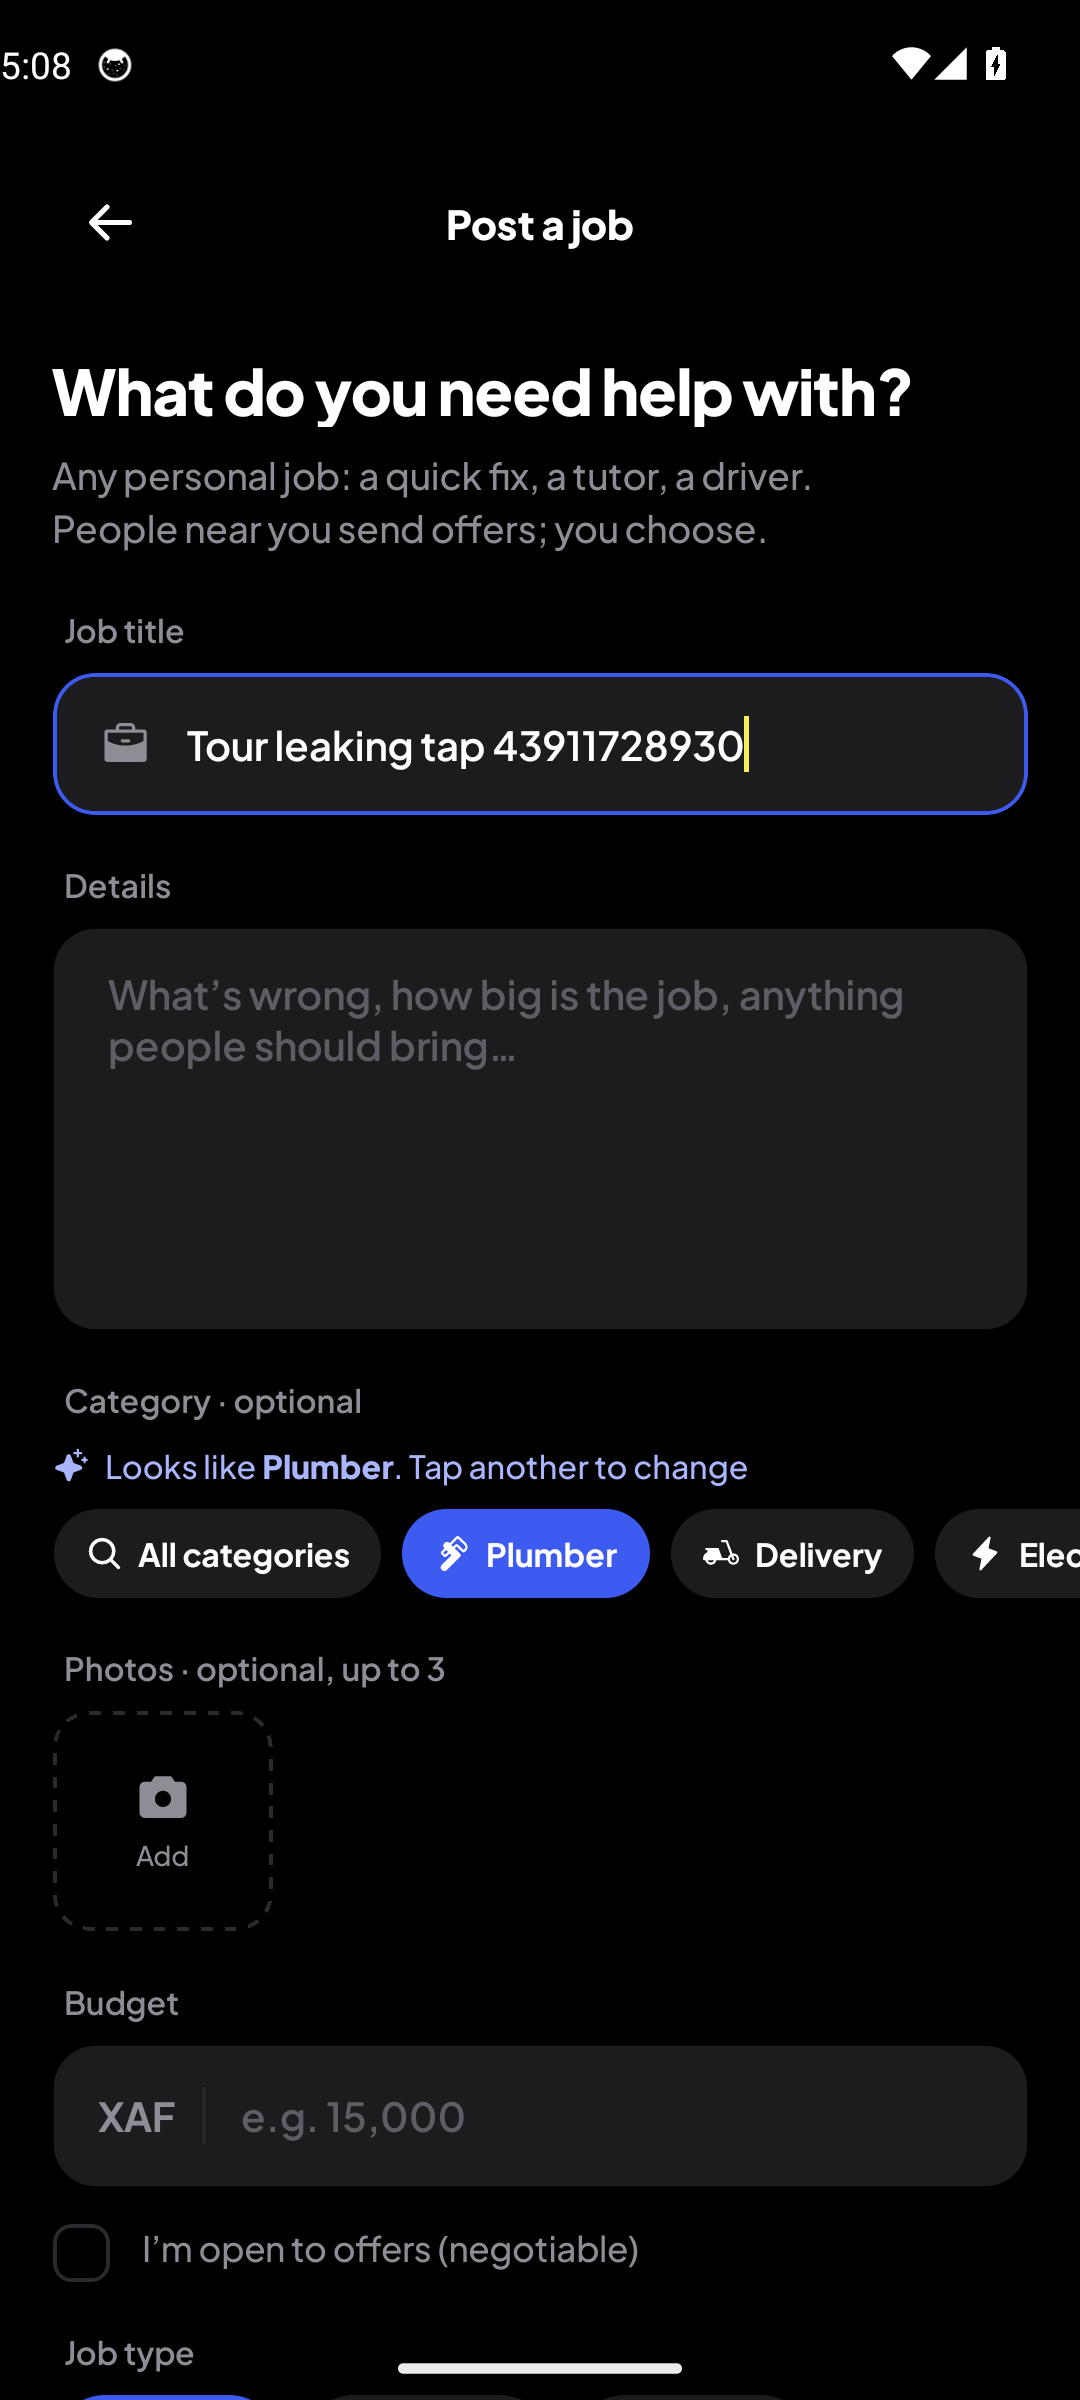 5:08
Post a job
What do you need help with?
Any personal job: a quick fix, a tutor, a driver.
People near you send offers; you choose.
Job title
Tour leaking tap 43911728930
Details
What’s wrong, how big is the job, anything
people should bring…
Category · optional
Looks like Plumber. Tap another to change
All categories
Plumber
Delivery
Elec
Photos · optional, up to 3
Add
Budget
XAF
e.g. 15,000
I’m open to offers (negotiable)
Job type